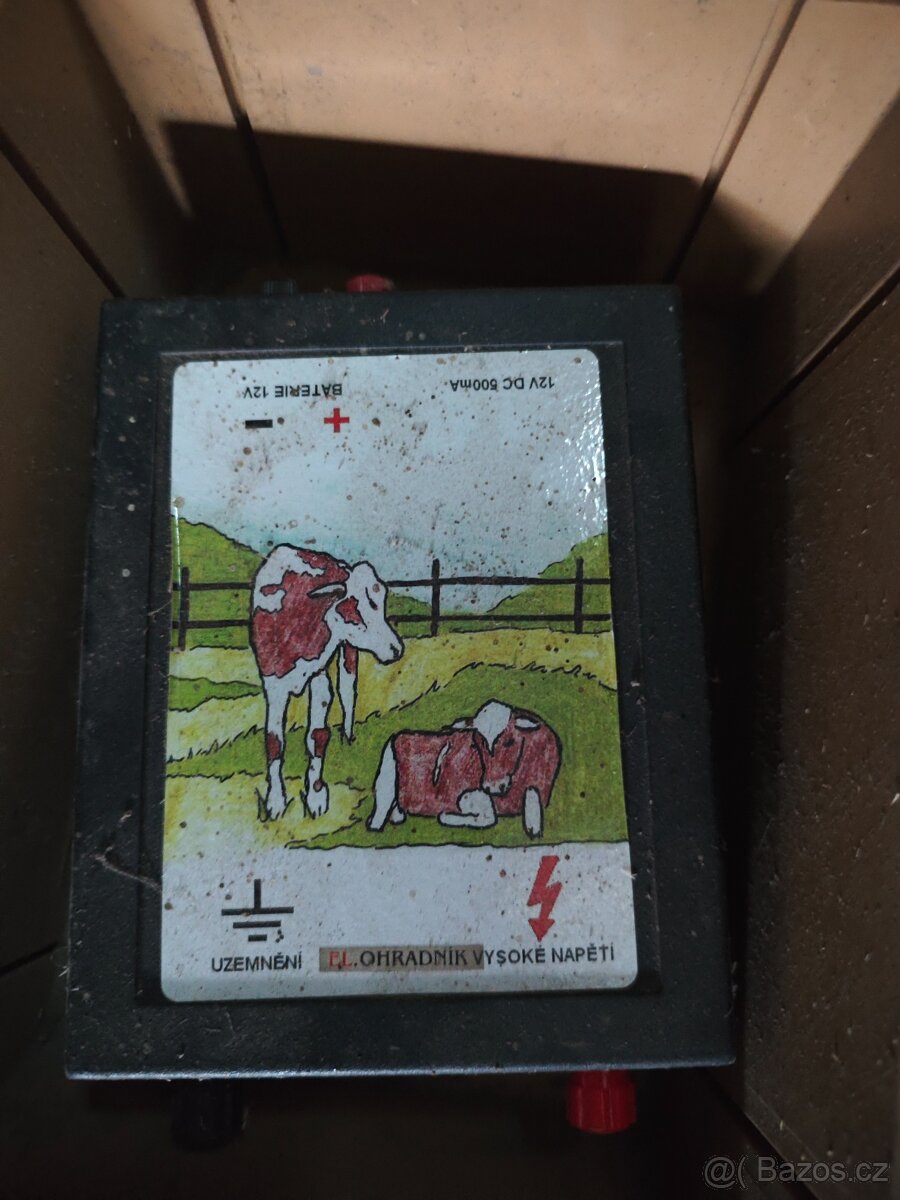 BATERIE 12V
12V DC 500mA
− +
UZEMNĚNÍ
EL.OHRADNÍK
VYSOKÉ NAPĚTÍ
@( Bazos.cz